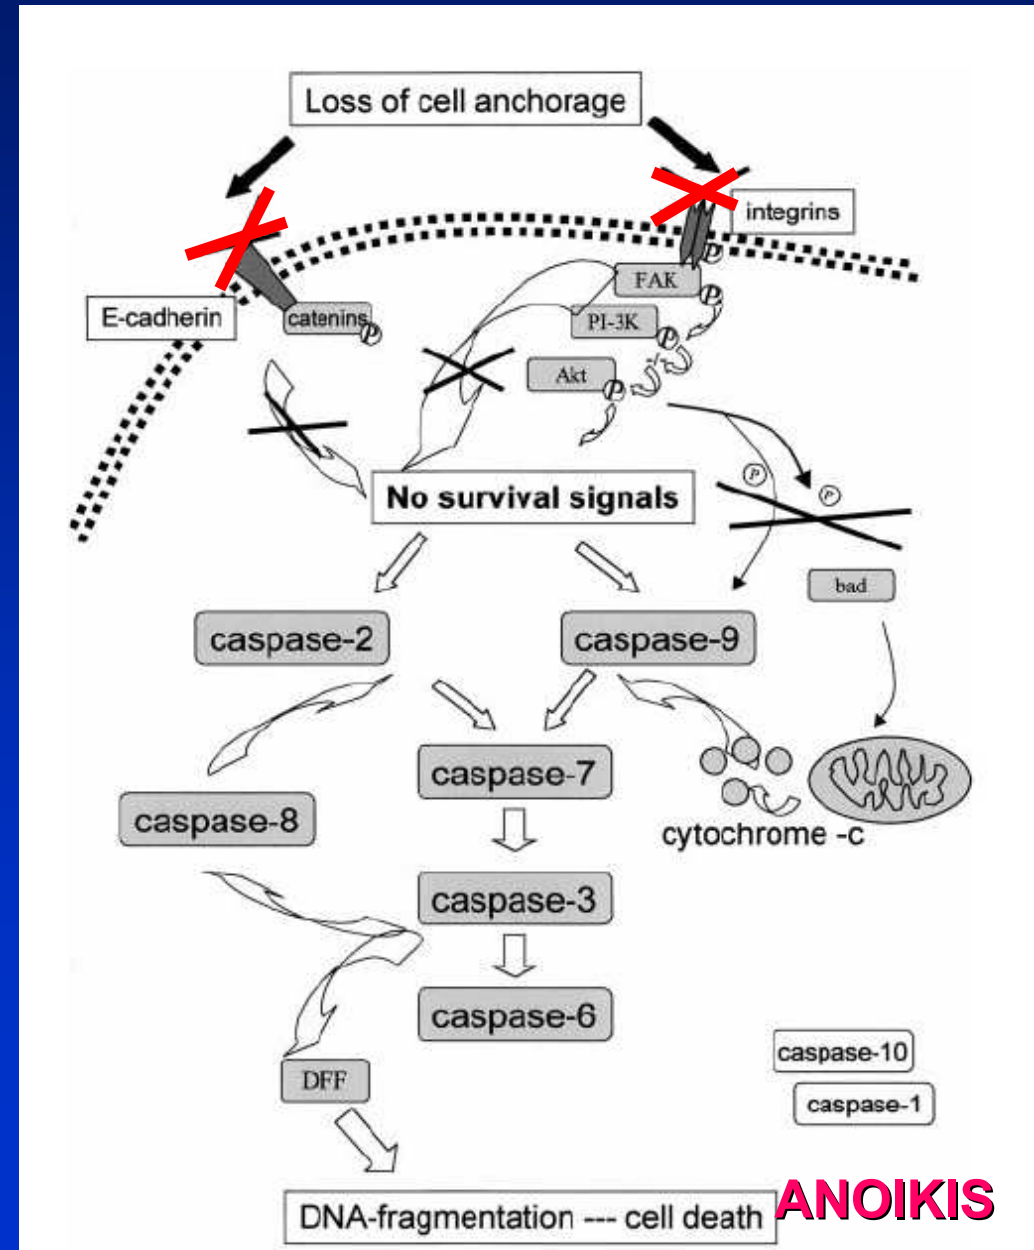 Loss of cell anchorage
integrins
P
FAK
P
E-cadherin
catenins
P
PI-3K
P
Akt
P
No survival signals
P
P
bad
caspase-2
caspase-9
caspase-7
caspase-8
cytochrome -c
caspase-3
caspase-6
caspase-10
DFF
caspase-1
DNA-fragmentation --- cell death
ANOIKIS